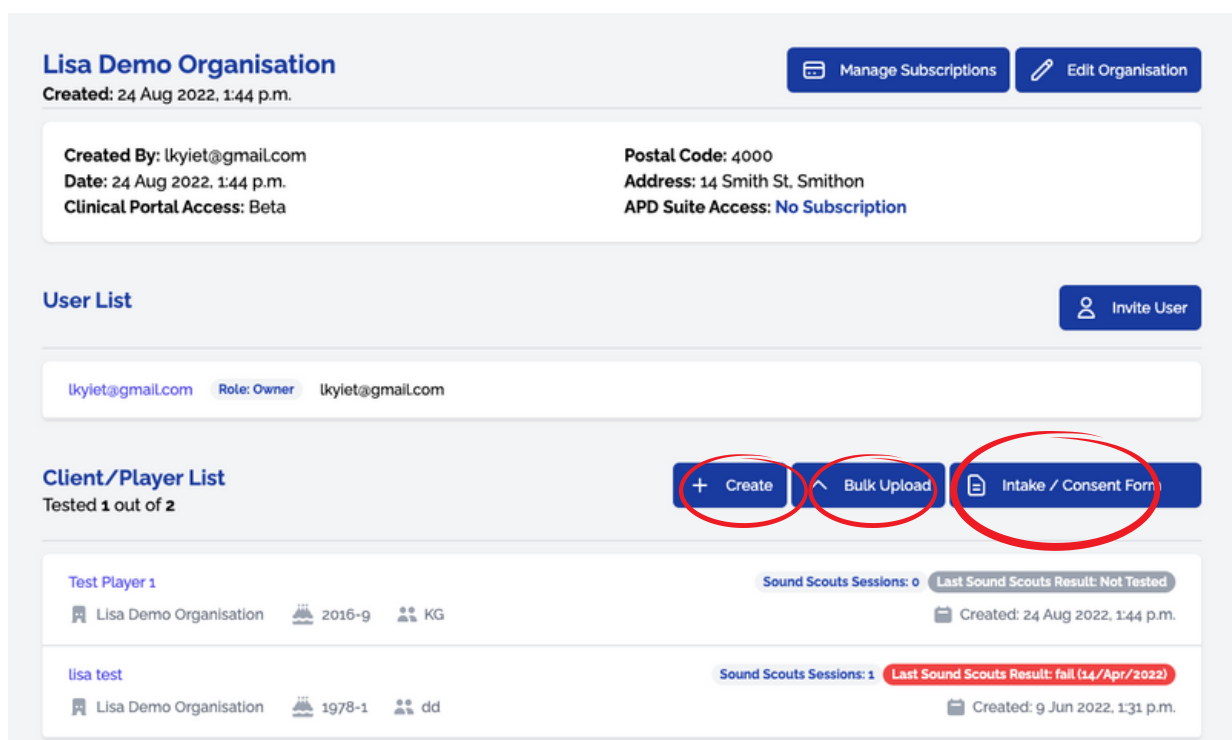 Lisa Demo Organisation
Manage Subscriptions
Edit Organisation
Created: 24 Aug 2022, 1:44 p.m.
Created By: lkyiet@gmail.com
Postal Code: 4000
Date: 24 Aug 2022, 1:44 p.m.
Address: 14 Smith St, Smithon
Clinical Portal Access: Beta
APD Suite Access: No Subscription
User List
Invite User
lkyiet@gmail.com Role: Owner lkyiet@gmail.com
Client/Player List
Create
Bulk Upload
Intake / Consent Form
Tested 1 out of 2
Test Player 1
Sound Scouts Sessions: 0 Last Sound Scouts Result: Not Tested
Lisa Demo Organisation 2016-9 KG
Created: 24 Aug 2022, 1:44 p.m.
lisa test
Sound Scouts Sessions: 1 Last Sound Scouts Result: fail (14/Apr/2022)
Lisa Demo Organisation 1978-1 dd
Created: 9 Jun 2022, 1:31 p.m.